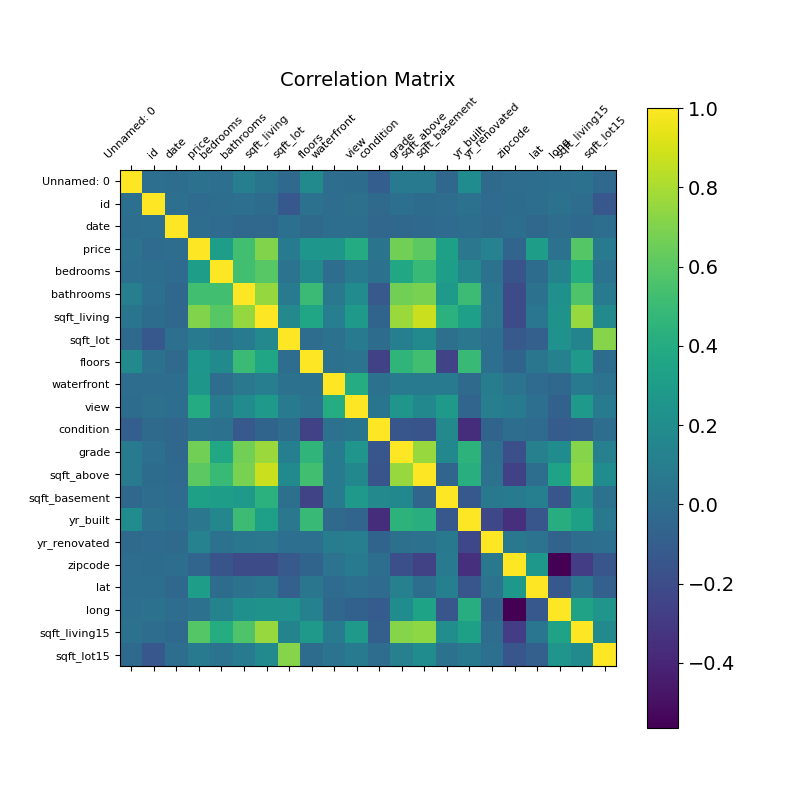 Correlation Matrix
Unnamed: 0
id
date
price
bedrooms
bathrooms
sqft_living
sqft_lot
floors
waterfront
view
condition
grade
sqft_above
sqft_basement
yr_built
yr_renovated
zipcode
lat
long
sqft_living15
sqft_lot15
Unnamed: 0
id
date
price
bedrooms
bathrooms
sqft_living
sqft_lot
floors
waterfront
view
condition
grade
sqft_above
sqft_basement
yr_built
yr_renovated
zipcode
lat
long
sqft_living15
sqft_lot15
1.0
0.8
0.6
0.4
0.2
0.0
−0.2
−0.4